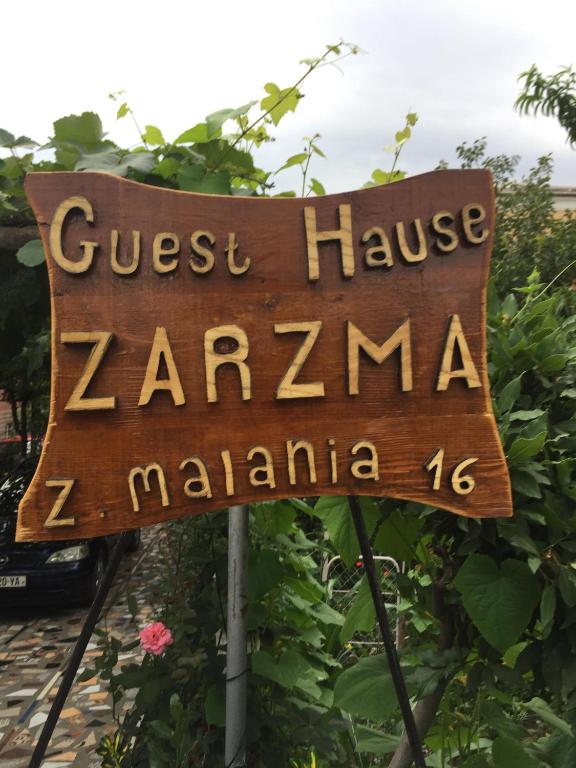 Guest Hause
ZARZMA
z. malania 16